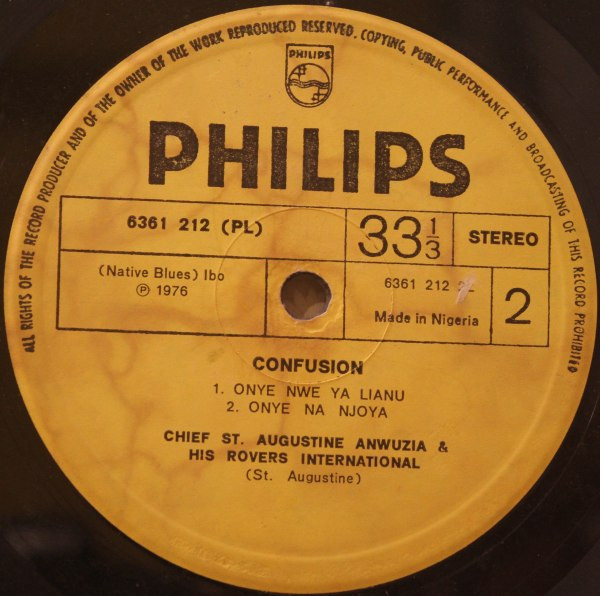 ALL RIGHTS OF THE RECORD PRODUCER AND OF THE OWNER OF THE WORK REPRODUCED RESERVED. COPYING, PUBLIC PERFORMANCE AND BROADCASTING OF THIS RECORD PROHIBITED
PHILIPS
PHILIPS
6361 212 (PL)
33 1/3
STEREO
(Native Blues) Ibo
℗ 1976
6361 212
Made in Nigeria
2
CONFUSION
1. ONYE NWE YA LIANU
2. ONYE NA NJOYA
CHIEF ST. AUGUSTINE ANWUZIA &
HIS ROVERS INTERNATIONAL
(St. Augustine)